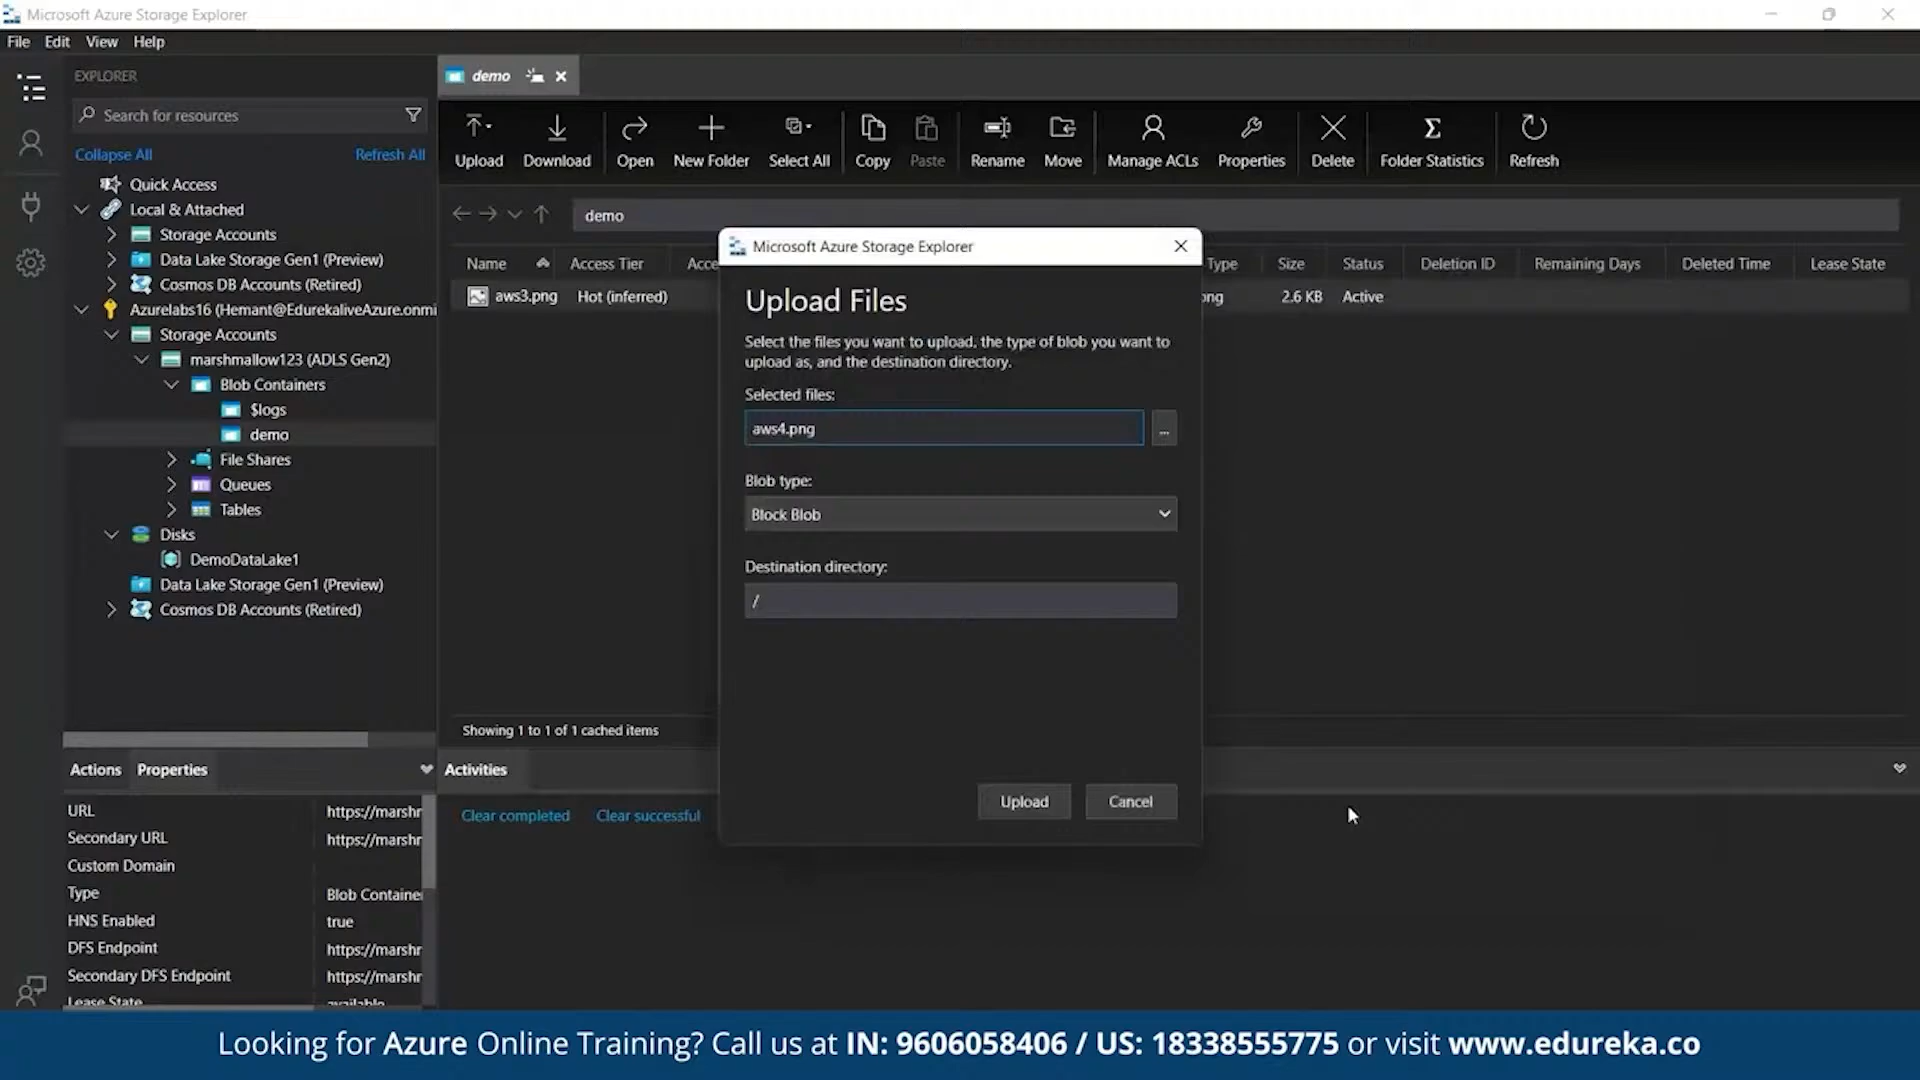 Microsoft Azure Storage Explorer
File Edit View Help
EXPLORER
Search for resources
Collapse All Refresh All
Quick Access
Local & Attached
Storage Accounts
Data Lake Storage Gen1 (Preview)
Cosmos DB Accounts (Retired)
Azurelabs16 (Hemant@EdurekaliveAzure.onmi
Storage Accounts
marshmallow123 (ADLS Gen2)
Blob Containers
$logs
demo
File Shares
Queues
Tables
Disks
DemoDataLake1
Data Lake Storage Gen1 (Preview)
Cosmos DB Accounts (Retired)
Actions Properties
URL https://marshr
Secondary URL https://marshr
Custom Domain
Type Blob Container
HNS Enabled true
DFS Endpoint https://marshr
Secondary DFS Endpoint https://marshr
Lease State available
demo
Upload Download Open New Folder Select All Copy Paste Rename Move Manage ACLs Properties Delete Folder Statistics Refresh
demo
Name Access Tier Acce Type Size Status Deletion ID Remaining Days Deleted Time Lease State
aws3.png Hot (inferred) png 2.6 KB Active
Showing 1 to 1 of 1 cached items
Activities
Clear completed Clear successful
Microsoft Azure Storage Explorer
Upload Files
Select the files you want to upload, the type of blob you want to
upload as, and the destination directory.
Selected files:
aws4.png ...
Blob type:
Block Blob
Destination directory:
/
Upload Cancel
Looking for Azure Online Training? Call us at IN: 9606058406 / US: 18338555775 or visit www.edureka.co